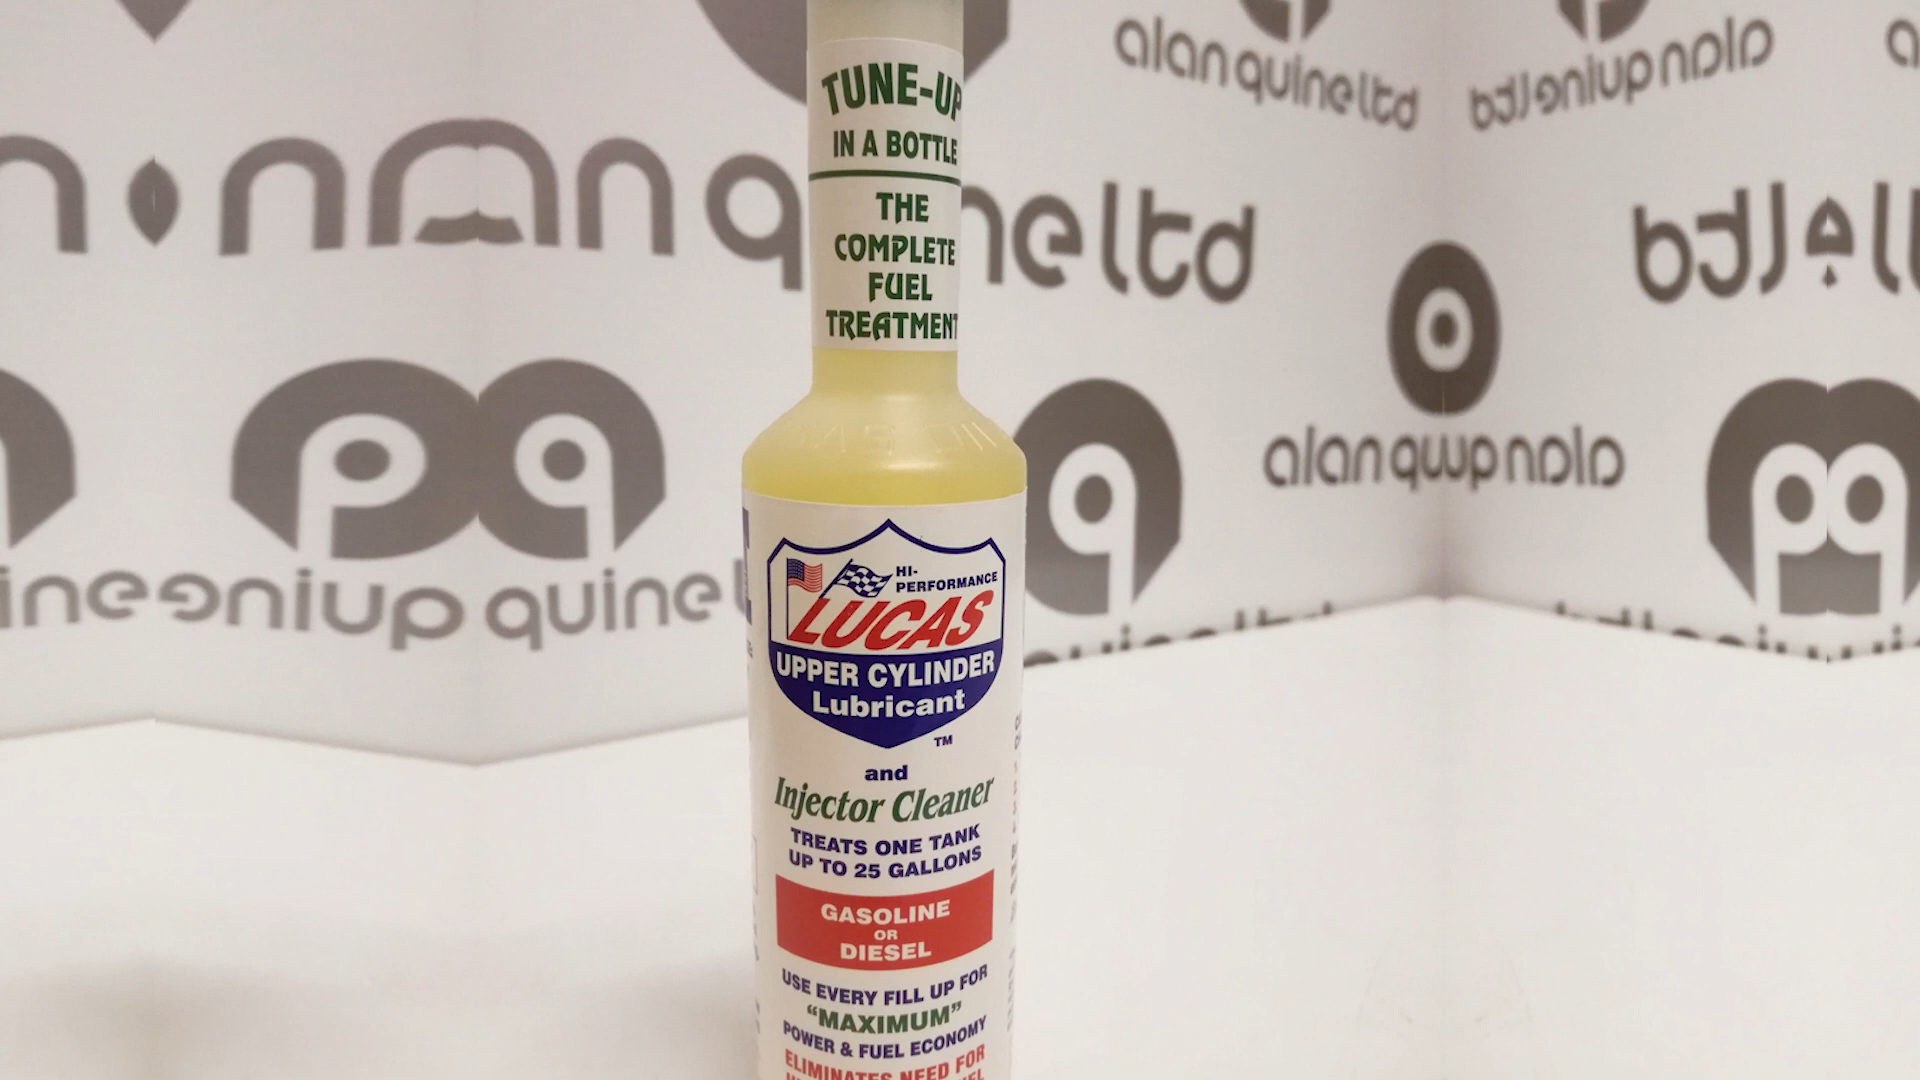 TUNE-UP
IN A BOTTLE
THE
COMPLETE
FUEL
TREATMENT
HI-
PERFORMANCE
LUCAS
UPPER CYLINDER
Lubricant
TM
and
Injector Cleaner
TREATS ONE TANK
UP TO 25 GALLONS
GASOLINE
OR
DIESEL
USE EVERY FILL UP FOR
“MAXIMUM”
POWER & FUEL ECONOMY
ELIMINATES NEED FOR
alan quine ltd
quine ltd
quine
alan